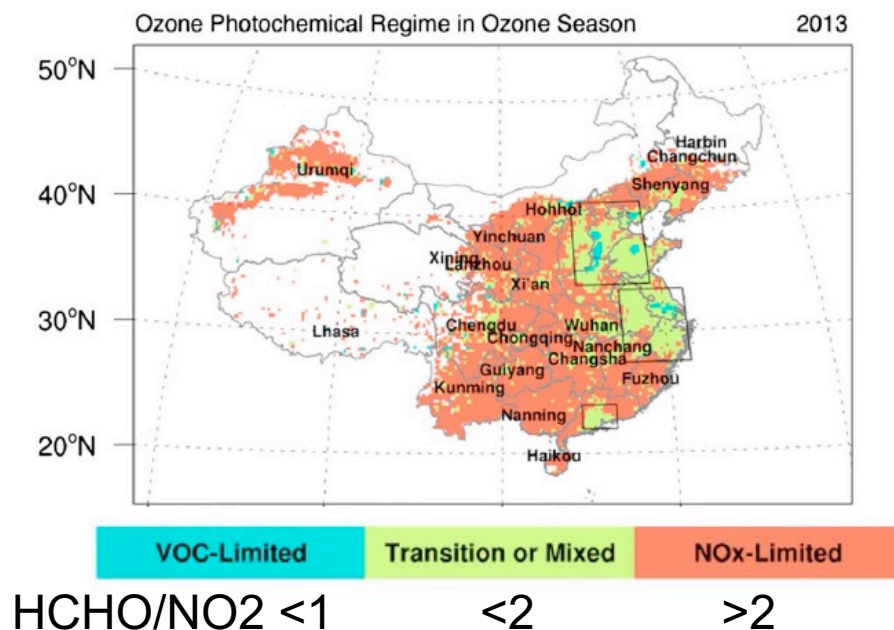 Ozone Photochemical Regime in Ozone Season 2013
50°N
Harbin
Changchun
Urumqi
Shenyang
40°N
Hohhot
Yinchuan
Xining
Lanzhou
Xi'an
30°N
Lhasa
Chengdu
Wuhan
Chongqing
Nanchang
Changsha
Guiyang
Fuzhou
Kunming
Nanning
20°N
Haikou
VOC-Limited Transition or Mixed NOx-Limited
HCHO/NO2 <1 <2 >2